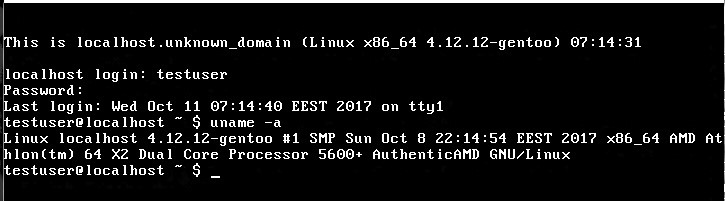 This is localhost.unknown_domain (Linux x86_64 4.12.12-gentoo) 07:14:31
localhost login: testuser
Password:
Last login: Wed Oct 11 07:14:40 EEST 2017 on tty1
testuser@localhost ~ $ uname -a
Linux localhost 4.12.12-gentoo #1 SMP Sun Oct 8 22:14:54 EEST 2017 x86_64 AMD At
hlon(tm) 64 X2 Dual Core Processor 5600+ AuthenticAMD GNU/Linux
testuser@localhost ~ $ _